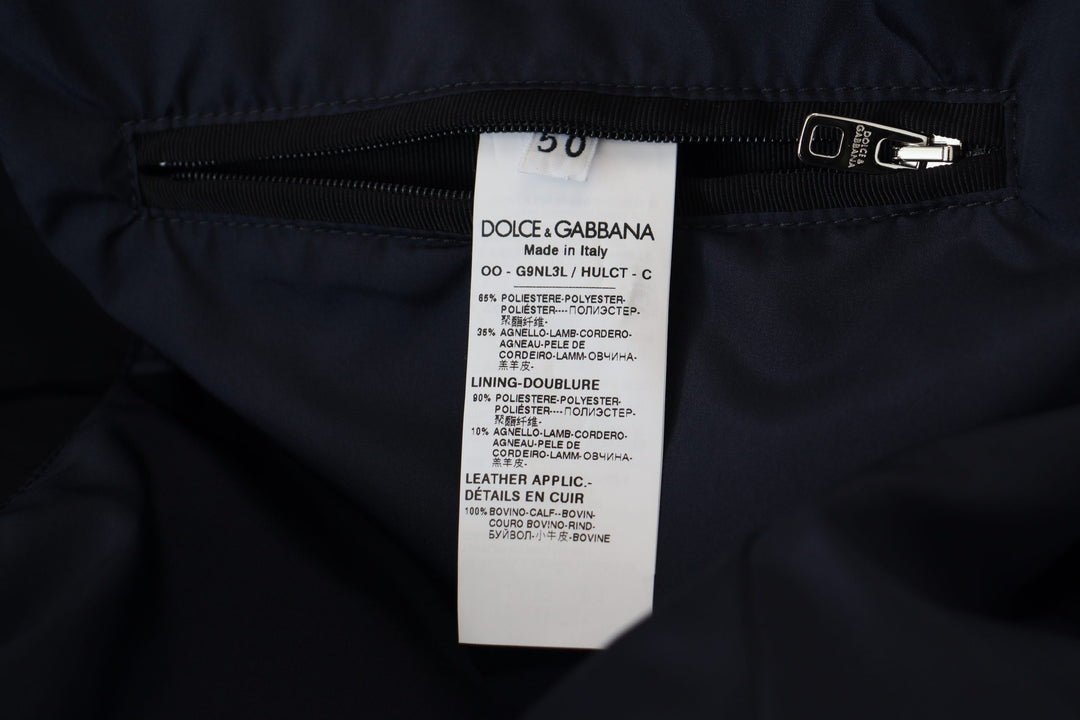 50
DOLCE & GABBANA
DOLCE & GABBANA
Made in Italy
OO - G9NL3L / HULCT - C
65% POLIESTERE-POLYESTER-
POLIÉSTER----ПОЛИЭСТЕР-
聚酯纤维-
35% AGNELLO-LAMB-CORDERO-
AGNEAU-PELE DE
CORDEIRO-LAMM-ОВЧИНА-
羔羊皮-
LINING-DOUBLURE
90% POLIESTERE-POLYESTER-
POLIÉSTER----ПОЛИЭСТЕР-
聚酯纤维-
10% AGNELLO-LAMB-CORDERO-
AGNEAU-PELE DE
CORDEIRO-LAMM-ОВЧИНА-
羔羊皮-
LEATHER APPLIC.-
DÉTAILS EN CUIR
100% BOVINO-CALF--BOVIN-
COURO BOVINO-RIND-
БУЙВОЛ-小牛皮-BOVINE